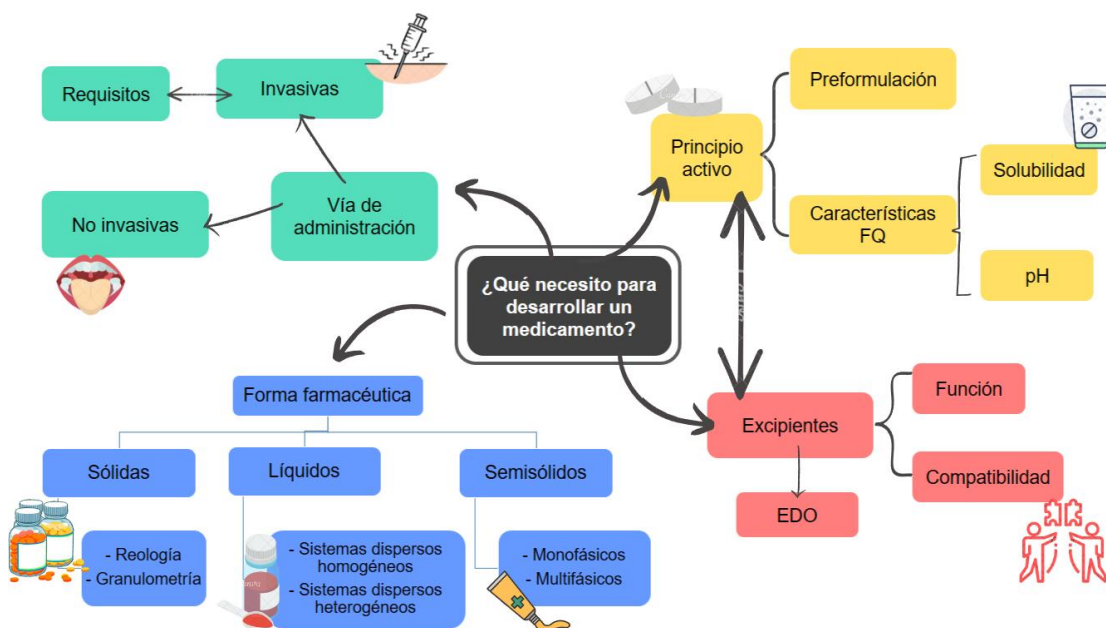 ¿Qué necesito para
desarrollar un
medicamento?
Vía de
administración
Invasivas
Requisitos
No invasivas
Principio
activo
Preformulación
Características
FQ
Solubilidad
pH
Excipientes
Función
Compatibilidad
EDO
Forma farmacéutica
Sólidas
- Reología
- Granulometría
Líquidos
- Sistemas dispersos
homogéneos
- Sistemas dispersos
heterogéneos
Semisólidos
- Monofásicos
- Multifásicos